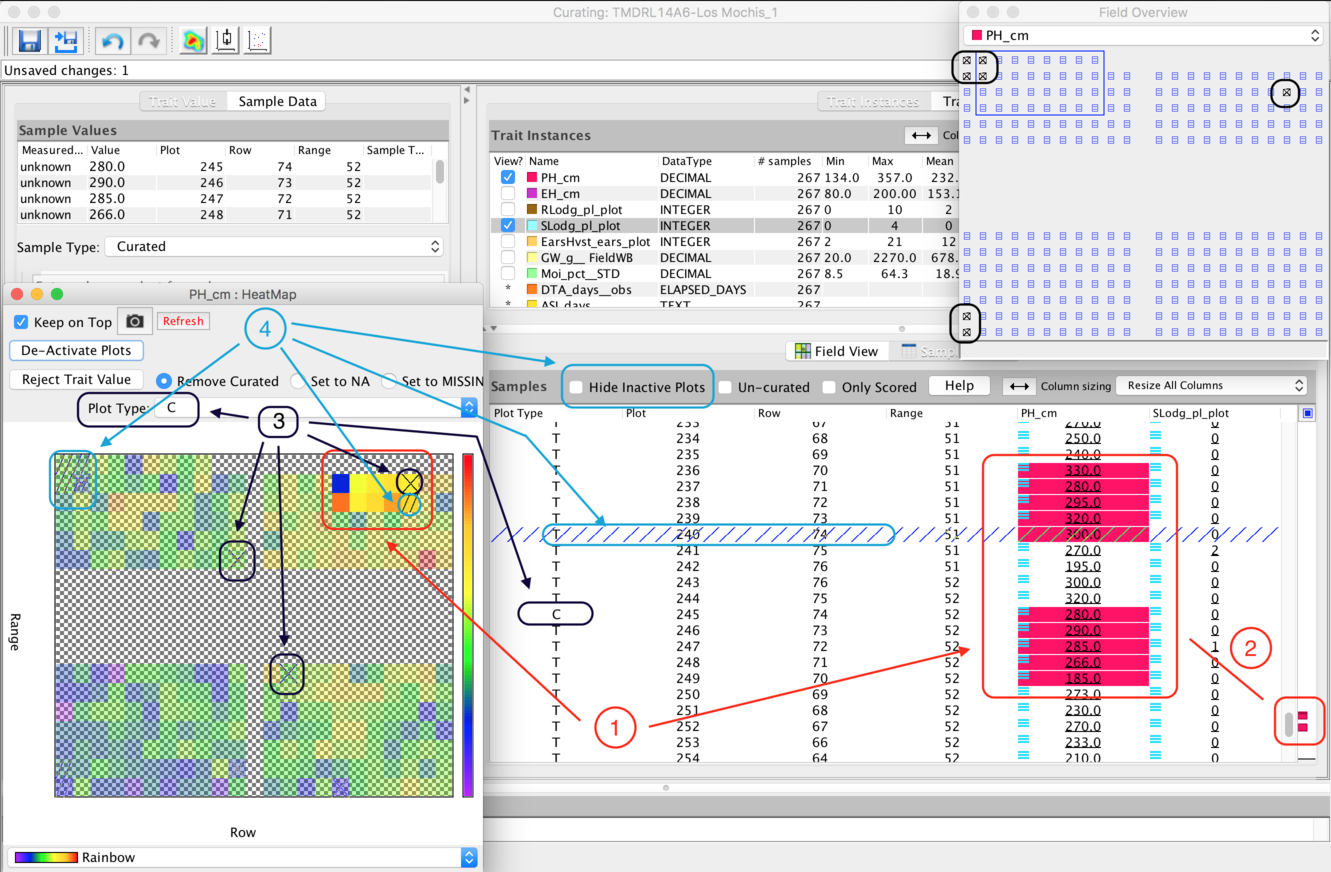 Curating: TMDRL14A6-Los Mochis_1
Unsaved changes: 1
Trait Value Sample Data
Sample Values
Measured... Value Plot Row Range Sample T...
unknown 280.0 245 74 52
unknown 290.0 246 73 52
unknown 285.0 247 72 52
unknown 266.0 248 71 52
Sample Type: Curated
Trait Instances
Trait Instances
View? Name DataType # samples Min Max Mean
PH_cm DECIMAL 267 134.0 357.0 232.
EH_cm DECIMAL 267 80.0 200.00 153.1
RLodg_pl_plot INTEGER 267 0 10 2
SLodg_pl_plot INTEGER 267 0 4 0
EarsHvst_ears_plot INTEGER 267 2 21 12
GW_g__ FieldWB DECIMAL 267 20.0 2270.0 678.
Moi_pct__STD DECIMAL 267 8.5 64.3 18.9
* DTA_days__obs ELAPSED_DAYS 267
* ASI_days TEXT 267
Field Overview
PH_cm
PH_cm : HeatMap
Keep on Top Refresh
De-Activate Plots
Reject Trait Value Remove Curated Set to NA Set to MISSIN
Plot Type: C
4
3
Range
Row
Rainbow
1
2
Field View
Samples Hide Inactive Plots Un-curated Only Scored Help Column sizing Resize All Columns
Plot Type Plot Row Range PH_cm SLodg_pl_plot
T 233 67 51 270.0 0
T 234 68 51 250.0 0
T 235 69 51 240.0 0
T 236 70 51 330.0 0
T 237 71 51 280.0 0
T 238 72 51 295.0 0
T 239 73 51 320.0 0
T 240 74 51 300.0 0
T 241 75 51 270.0 2
T 242 76 51 195.0 0
T 243 76 52 300.0 0
T 244 75 52 320.0 0
C 245 74 52 280.0 0
T 246 73 52 290.0 0
T 247 72 52 285.0 1
T 248 71 52 266.0 0
T 249 70 52 185.0 0
T 250 69 52 273.0 0
T 251 68 52 230.0 0
T 252 67 52 270.0 0
T 253 66 52 233.0 0
T 254 64 52 210.0 0